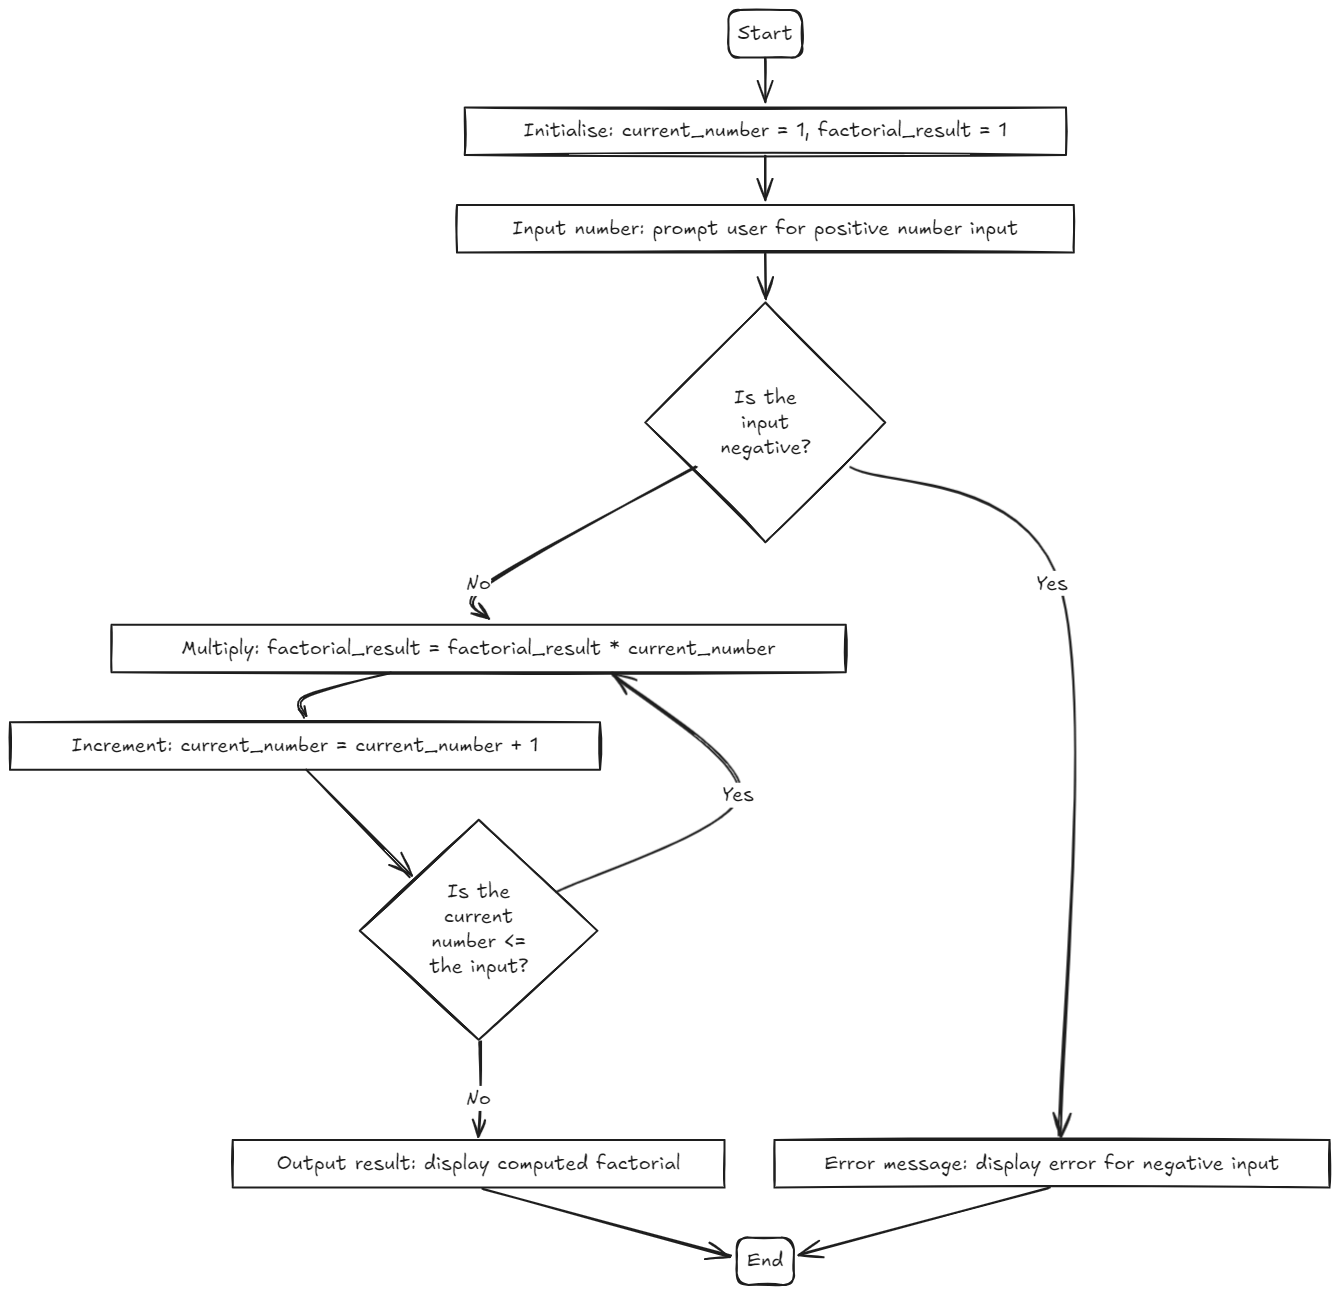 Start
Initialise: current_number = 1, factorial_result = 1
Input number: prompt user for positive number input
Is the
input
negative?
No
Yes
Multiply: factorial_result = factorial_result * current_number
Increment: current_number = current_number + 1
Yes
Is the
current
number <=
the input?
No
Output result: display computed factorial
Error message: display error for negative input
End